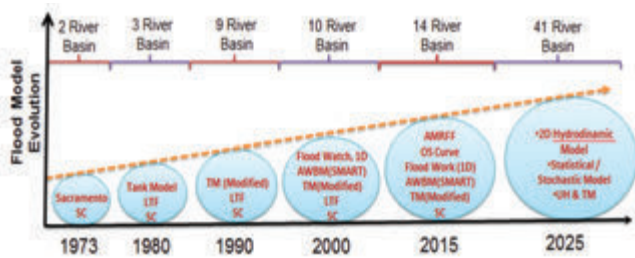 2 River
Basin
3 River
Basin
9 River
Basin
10 River
Basin
14 River
Basin
41 River
Basin
Flood Model
Evolution
Sacramento
SC
Tank Model
LTF
SC
TM (Modified)
LTF
SC
Flood Watch, 1D
AWBM(SMART)
TM(Modified)
LTF
SC
AMRFF
OS Curve
Flood Work (1D)
AWBM(SMART)
TM(Modified)
SC
•2D Hydrodinamic
Model
•Statistical /
Stochastic Model
•UH & TM
1973
1980
1990
2000
2015
2025